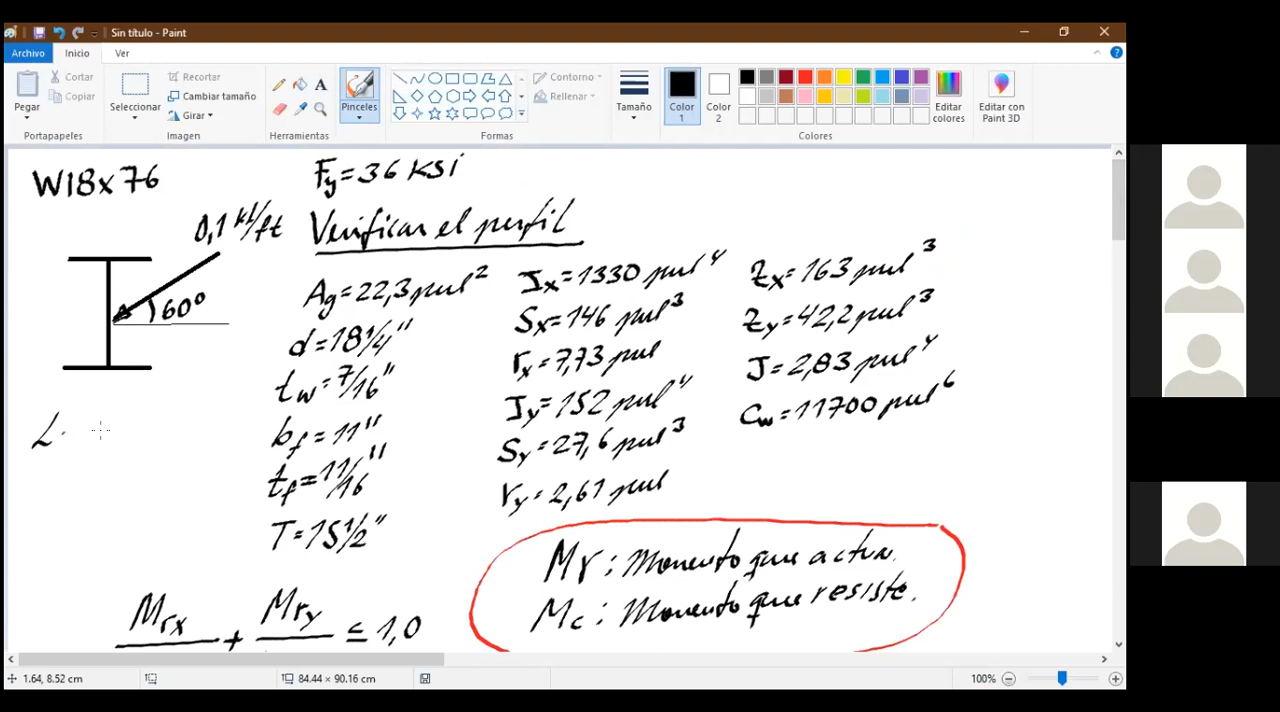 Sin título - Paint
Archivo Inicio Ver
Pegar
Cortar
Copiar
Portapapeles
Seleccionar
Recortar
Cambiar tamaño
Girar
Imagen
A
Herramientas
Pinceles
Contorno
Rellenar
Formas
Tamaño
Color 1
Color 2
Editar colores
Editar con Paint 3D
Colores
W18x76
Fy=36 KSi
0,1 kl/ft
Verificar el perfil
60°
Ag=22,3 pul²
d=18 1/4"
tw=7/16"
bf=11"
tf=11/16"
T=15 1/2"
Ix=1330 pul⁴
Sx=146 pul³
rx=7,73 pul
Iy=152 pul⁴
Sy=27,6 pul³
ry=2,61 pul
Zx=163 pul³
Zy=42,2 pul³
J=2,83 pul⁴
Cw=11700 pul⁶
L
Mr: Momento que actua.
Mc: Momento que resiste.
Mrx + Mry ≤ 1,0
1.64, 8.52 cm
84.44 × 90.16 cm
100%